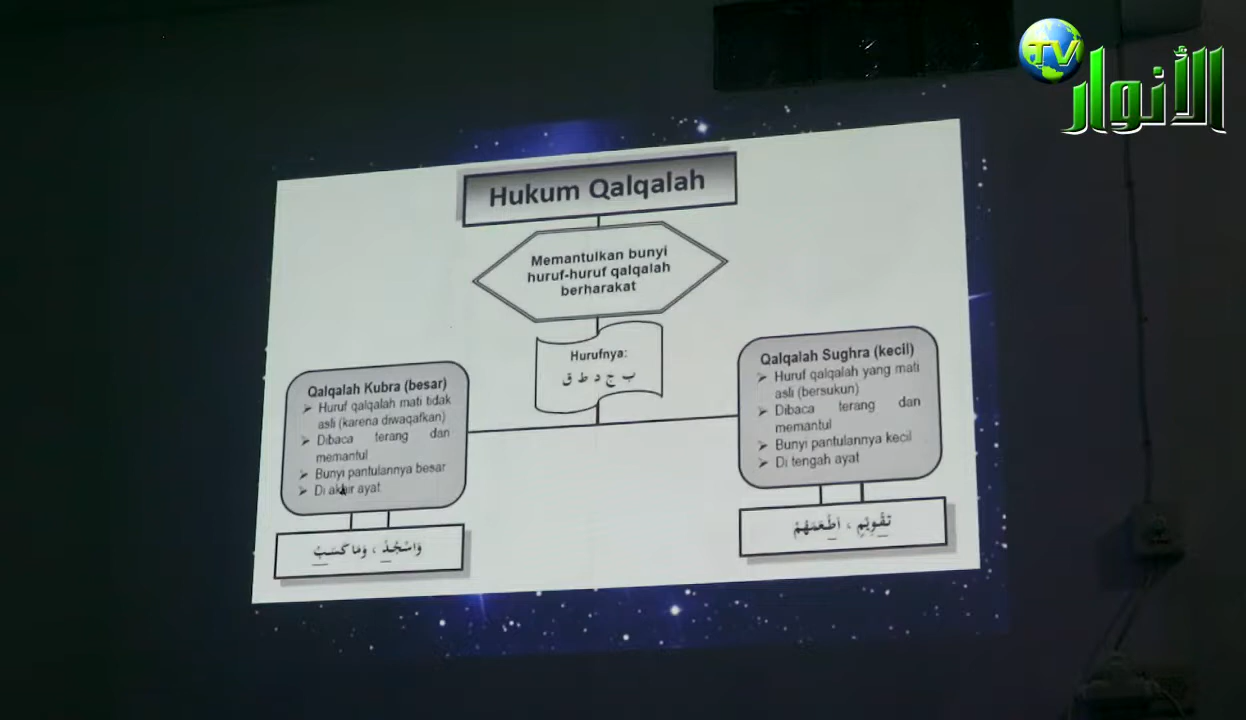 TV
الأنوار
Hukum Qalqalah
Memantulkan bunyi
huruf-huruf qalqalah
berharakat
Hurufnya:
ب ج د ط ق
Qalqalah Kubra (besar)
Huruf qalqalah mati tidak
asli (karena diwaqafkan)
Dibaca terang dan
memantul
Bunyi pantulannya besar
Di akhir ayat
وَاسْجُدْ ، وَمَا كَسَبَ
Qalqalah Sughra (kecil)
Huruf qalqalah yang mati
asli (bersukun)
Dibaca terang dan
memantul
Bunyi pantulannya kecil
Di tengah ayat
تَقْوِيْمٍ ، اَطْعَمَهُمْ